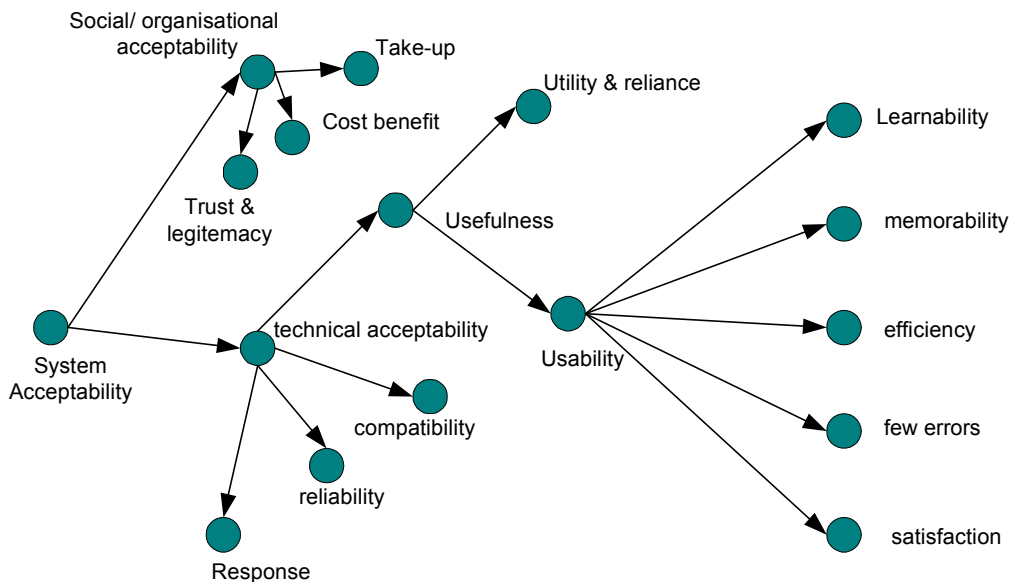 Social/ organisational
acceptability
Take-up
Utility & reliance
Cost benefit
Learnability
Trust &
legitemacy
Usefulness
memorability
technical acceptability
efficiency
System
Acceptability
Usability
compatibility
few errors
reliability
satisfaction
Response